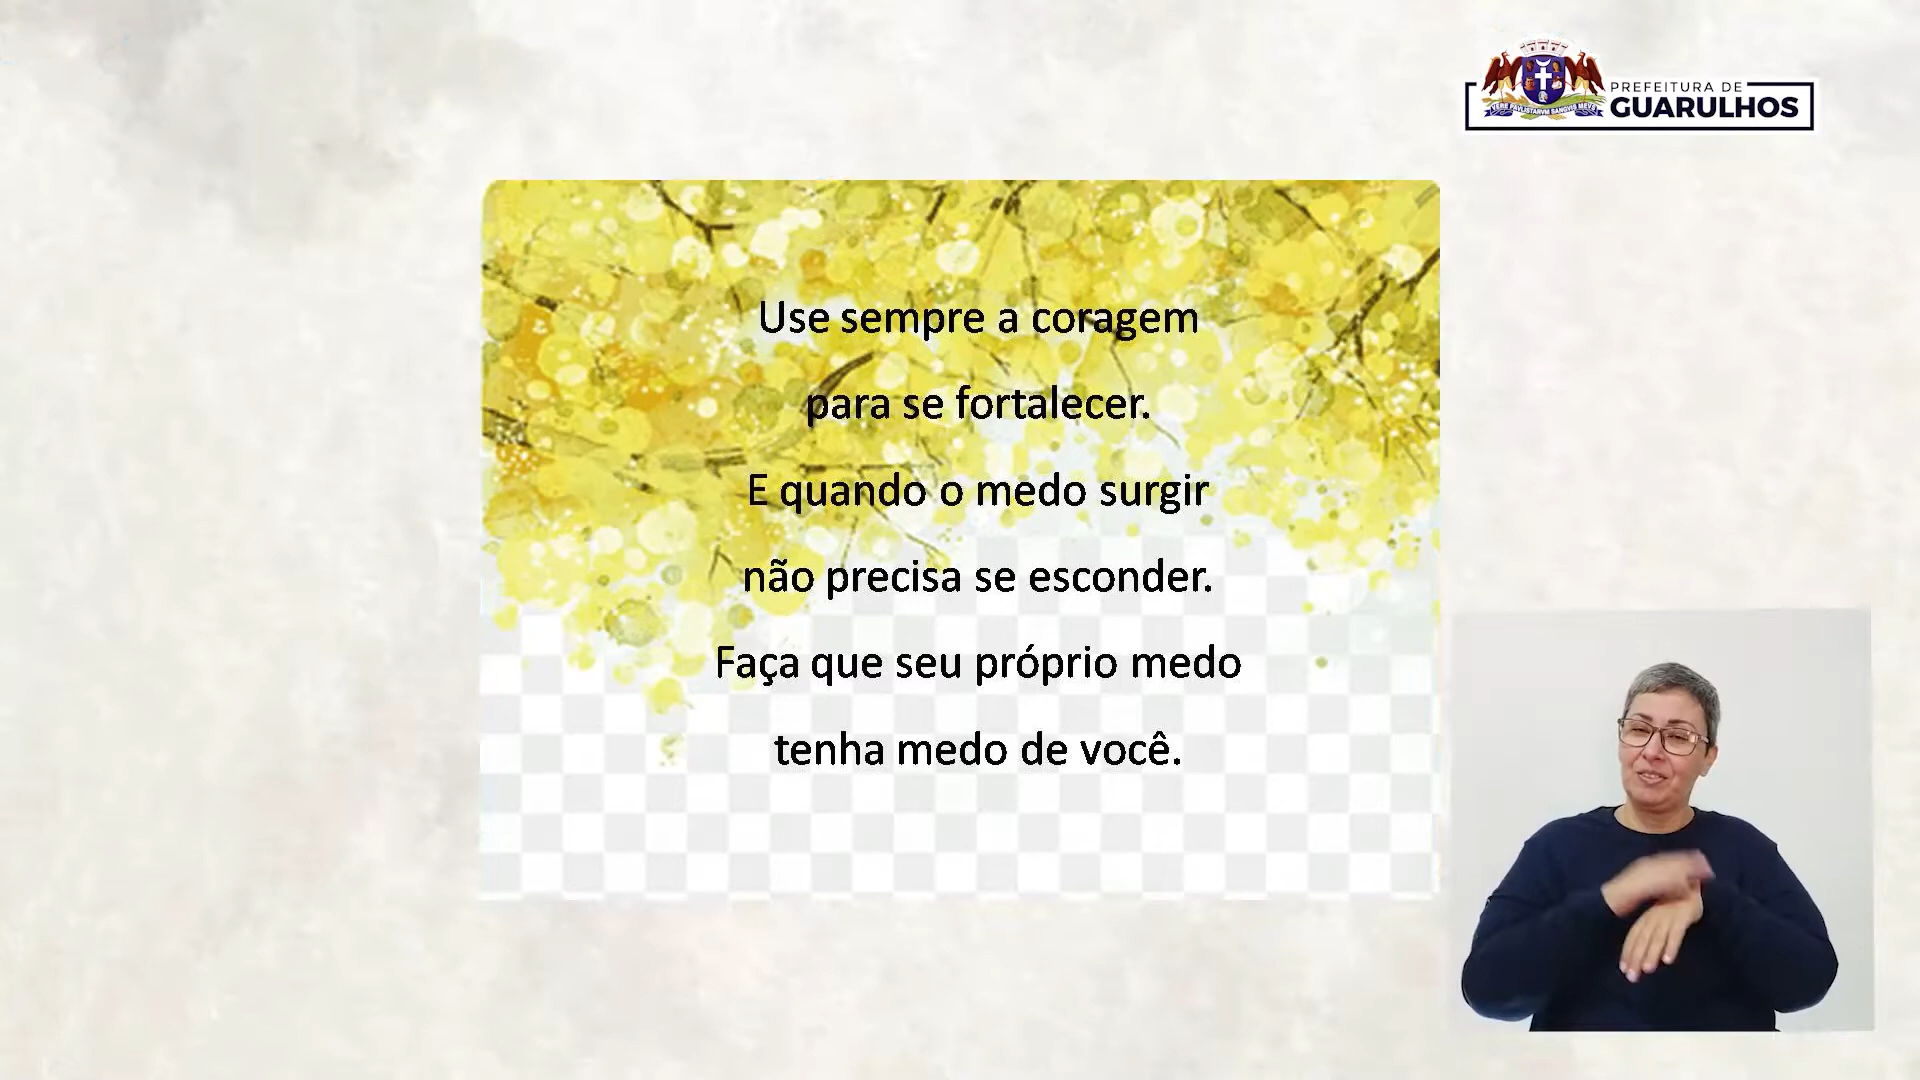 PREFEITURA DE
GUARULHOS
Use sempre a coragem
para se fortalecer.
E quando o medo surgir
não precisa se esconder.
Faça que seu próprio medo
tenha medo de você.